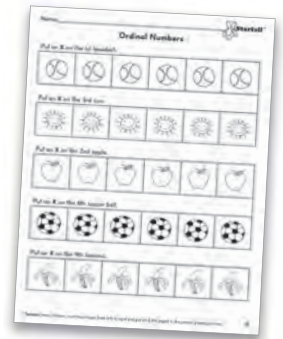 Name
Starfall
Ordinal Numbers
Put an X on the 1st baseball.
Put an X on the 3rd sun.
Put an X on the 2nd apple.
Put an X on the 6th soccer ball.
Put an X on the 4th banana.